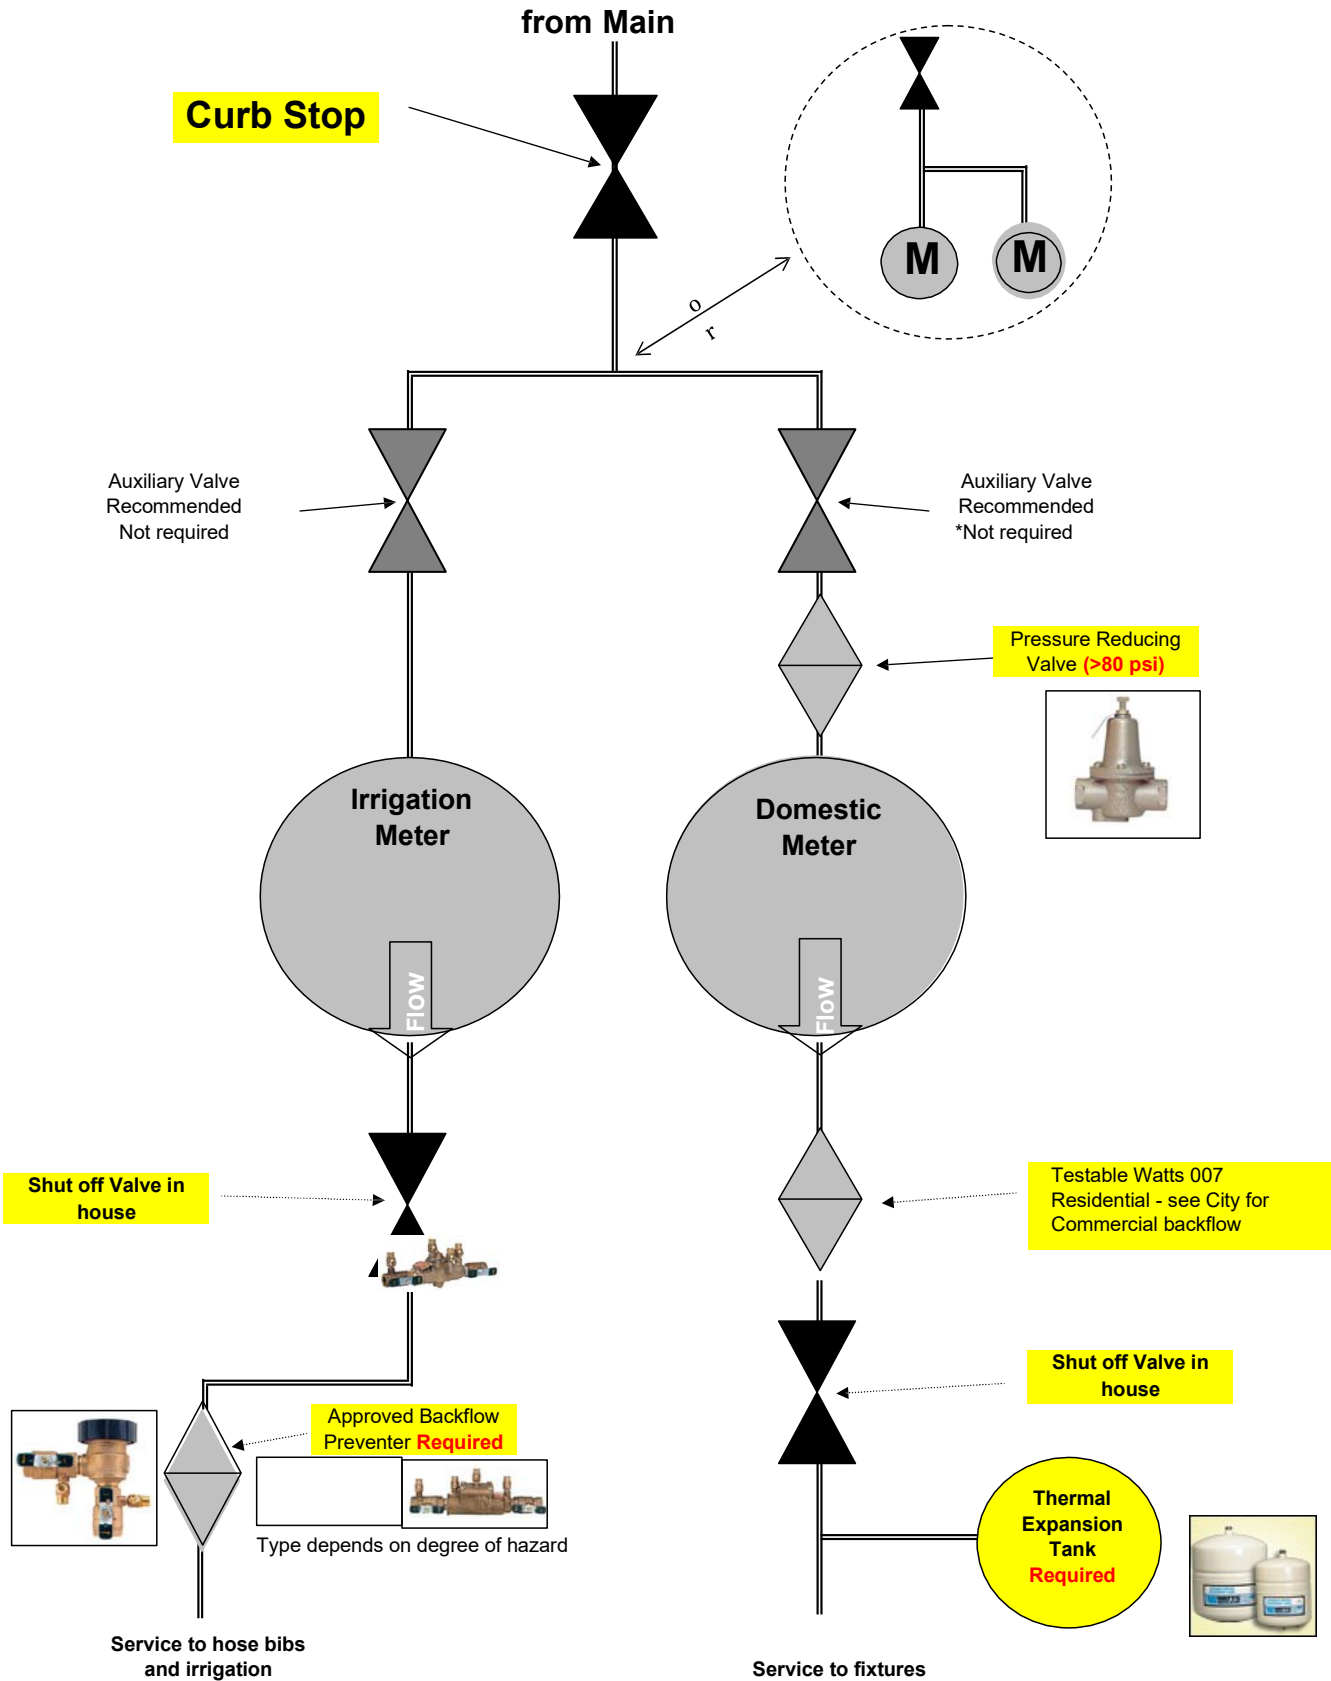 from Main
Curb Stop
M
M
o
r
Auxiliary Valve
Recommended
Not required
Auxiliary Valve
Recommended
*Not required
Pressure Reducing
Valve (>80 psi)
Irrigation
Meter
Domestic
Meter
Flow
Flow
Shut off Valve in
house
Testable Watts 007
Residential - see City for
Commercial backflow
Shut off Valve in
house
Approved Backflow
Preventer Required
Type depends on degree of hazard
Thermal
Expansion
Tank
Required
Service to hose bibs
and irrigation
Service to fixtures